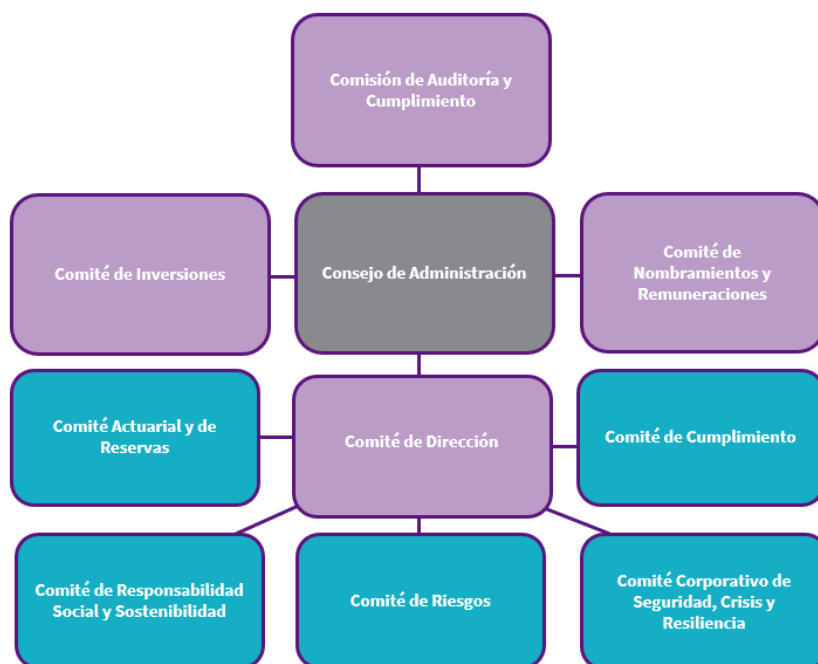 Comisión de Auditoría y
Cumplimiento
Comité de Inversiones
Consejo de Administración
Comité de
Nombramientos y
Remuneraciones
Comité Actuarial y de
Reservas
Comité de Dirección
Comité de Cumplimiento
Comité de Responsabilidad
Social y Sostenibilidad
Comité de Riesgos
Comité Corporativo de
Seguridad, Crisis y
Resiliencia